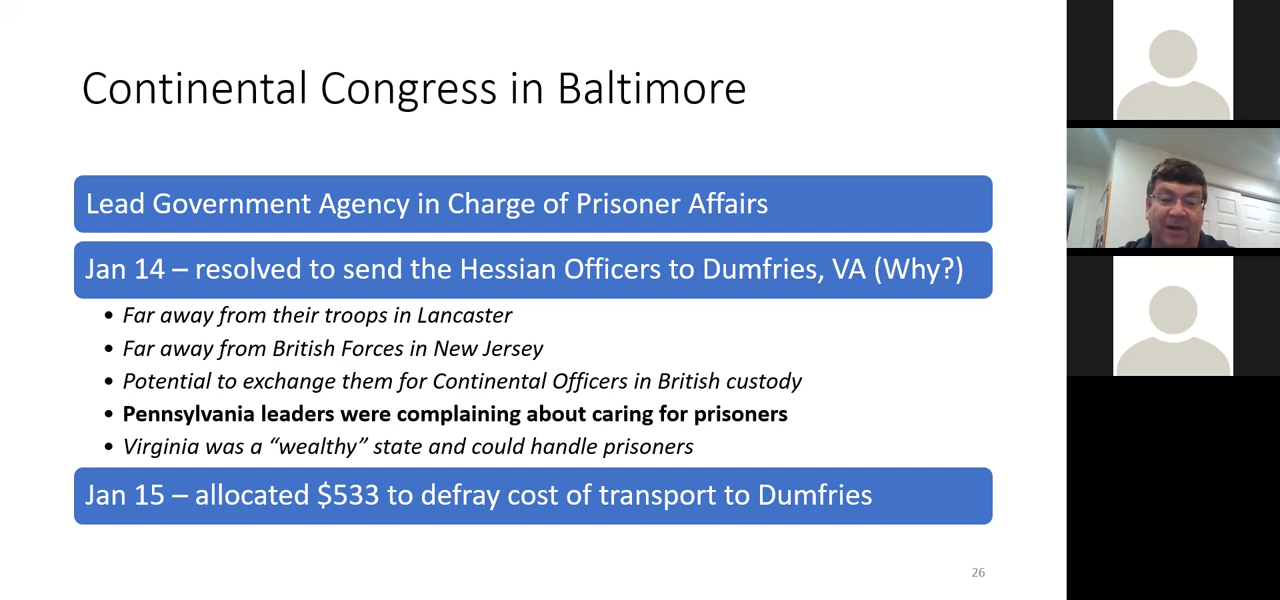 Continental Congress in Baltimore
Lead Government Agency in Charge of Prisoner Affairs
Jan 14 – resolved to send the Hessian Officers to Dumfries, VA (Why?)
• Far away from their troops in Lancaster
• Far away from British Forces in New Jersey
• Potential to exchange them for Continental Officers in British custody
• Pennsylvania leaders were complaining about caring for prisoners
• Virginia was a “wealthy” state and could handle prisoners
Jan 15 – allocated $533 to defray cost of transport to Dumfries
26